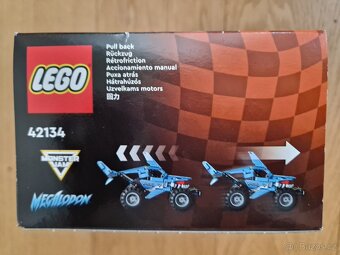 LEGO
Pull back
Rückzug
Rétrofriction
Accionamiento manual
Puxa atrás
Hátrahúzós
Uzvelkams motors
回力
42134
MONSTER
JAM
MEGALODON